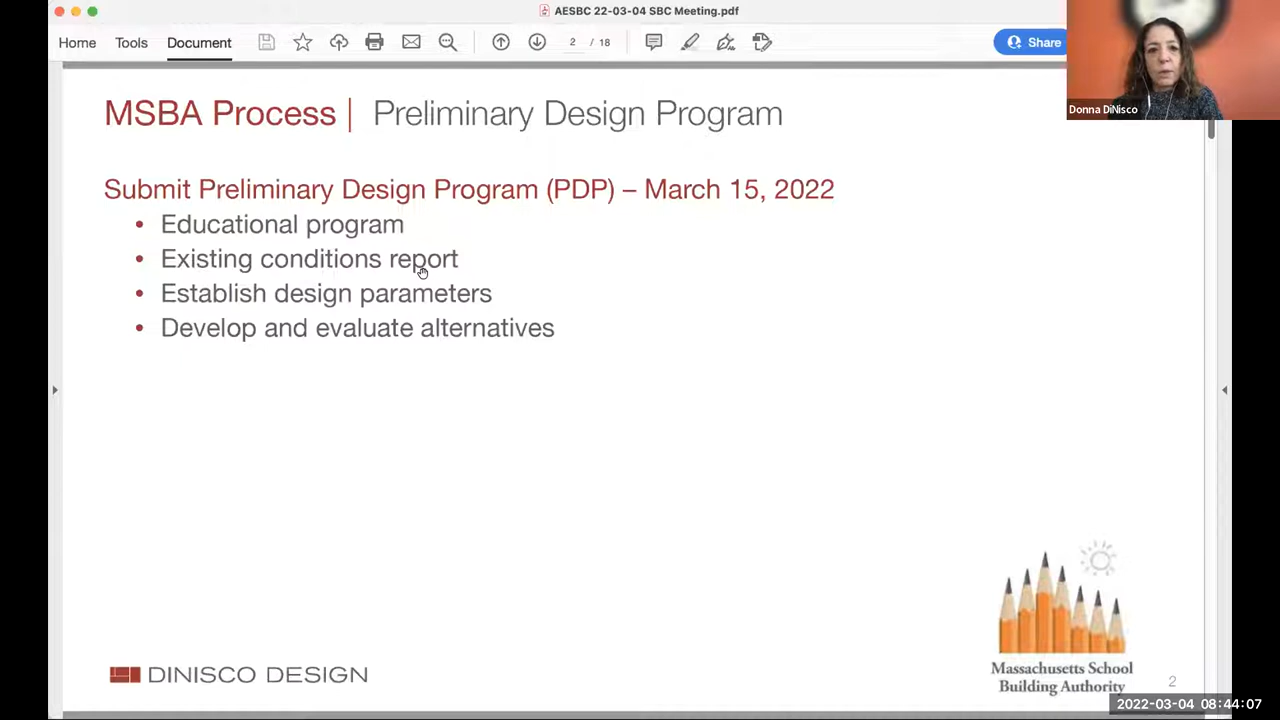 AESBC 22-03-04 SBC Meeting.pdf
Home Tools Document 2 / 18 Share
Donna DiNisco
MSBA Process | Preliminary Design Program
Submit Preliminary Design Program (PDP) – March 15, 2022
• Educational program
• Existing conditions report
• Establish design parameters
• Develop and evaluate alternatives
DINISCO DESIGN
Massachusetts School
Building Authority
2
2022-03-04 08:44:07